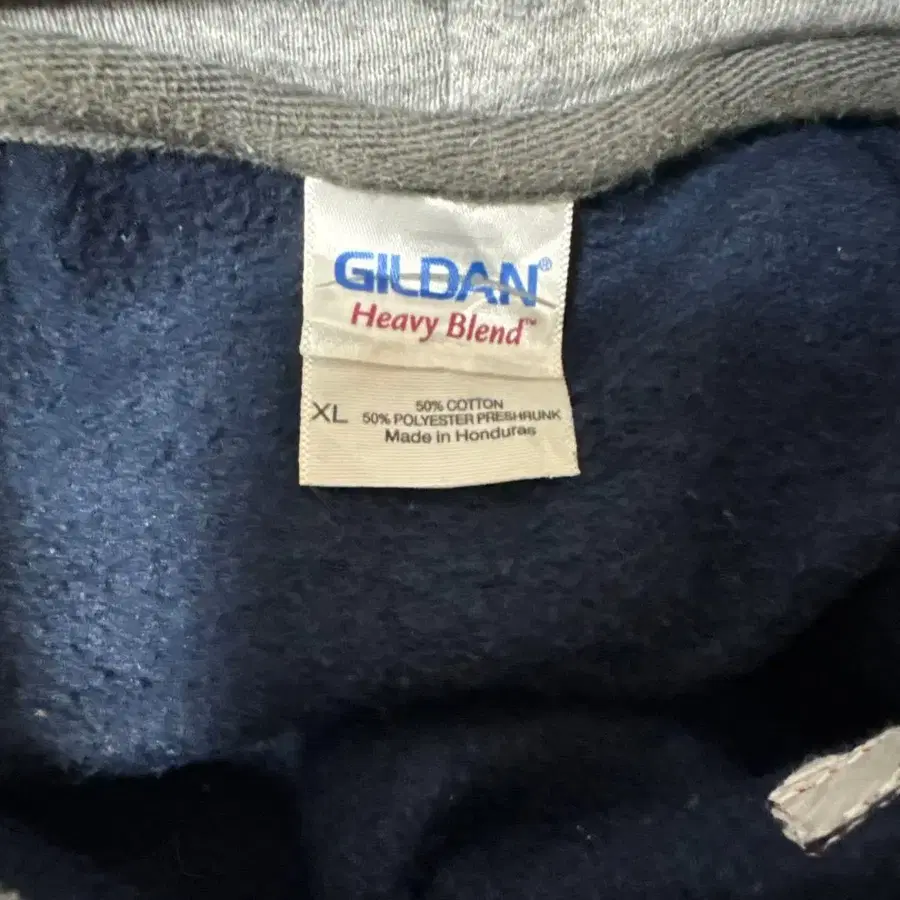 GILDAN®
Heavy Blend™
XL
50% COTTON
50% POLYESTER PRESHRUNK
Made in Honduras